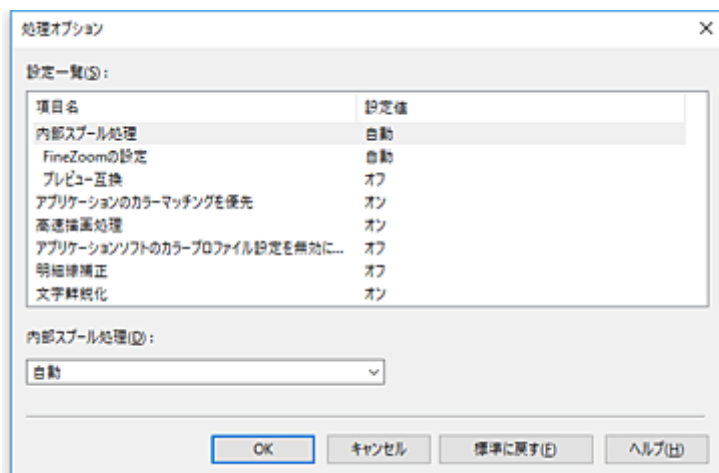 処理オプション
設定一覧(S):
項目名 設定値
内部スプール処理 自動
FineZoomの設定 自動
プレビュー互換 オフ
アプリケーションのカラーマッチングを優先 オン
高速描画処理 オン
アプリケーションソフトのカラープロファイル設定を無効に... オフ
明細線補正 オフ
文字鮮鋭化 オン
内部スプール処理(D):
自動
OK キャンセル 標準に戻す(F) ヘルプ(H)